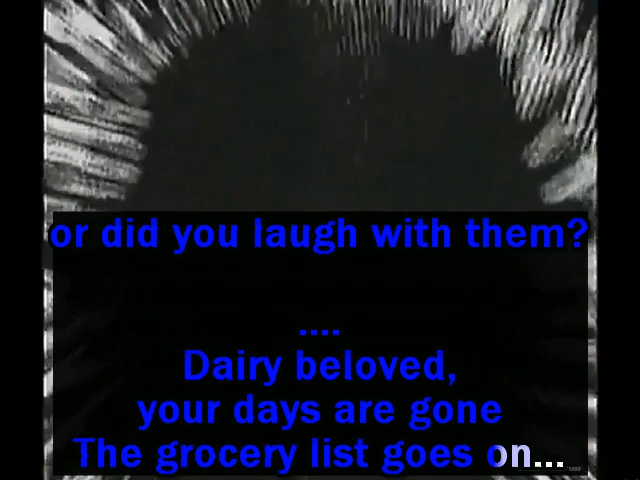 or did you laugh with them?
....
Dairy beloved,
your days are gone
The grocery list goes on...